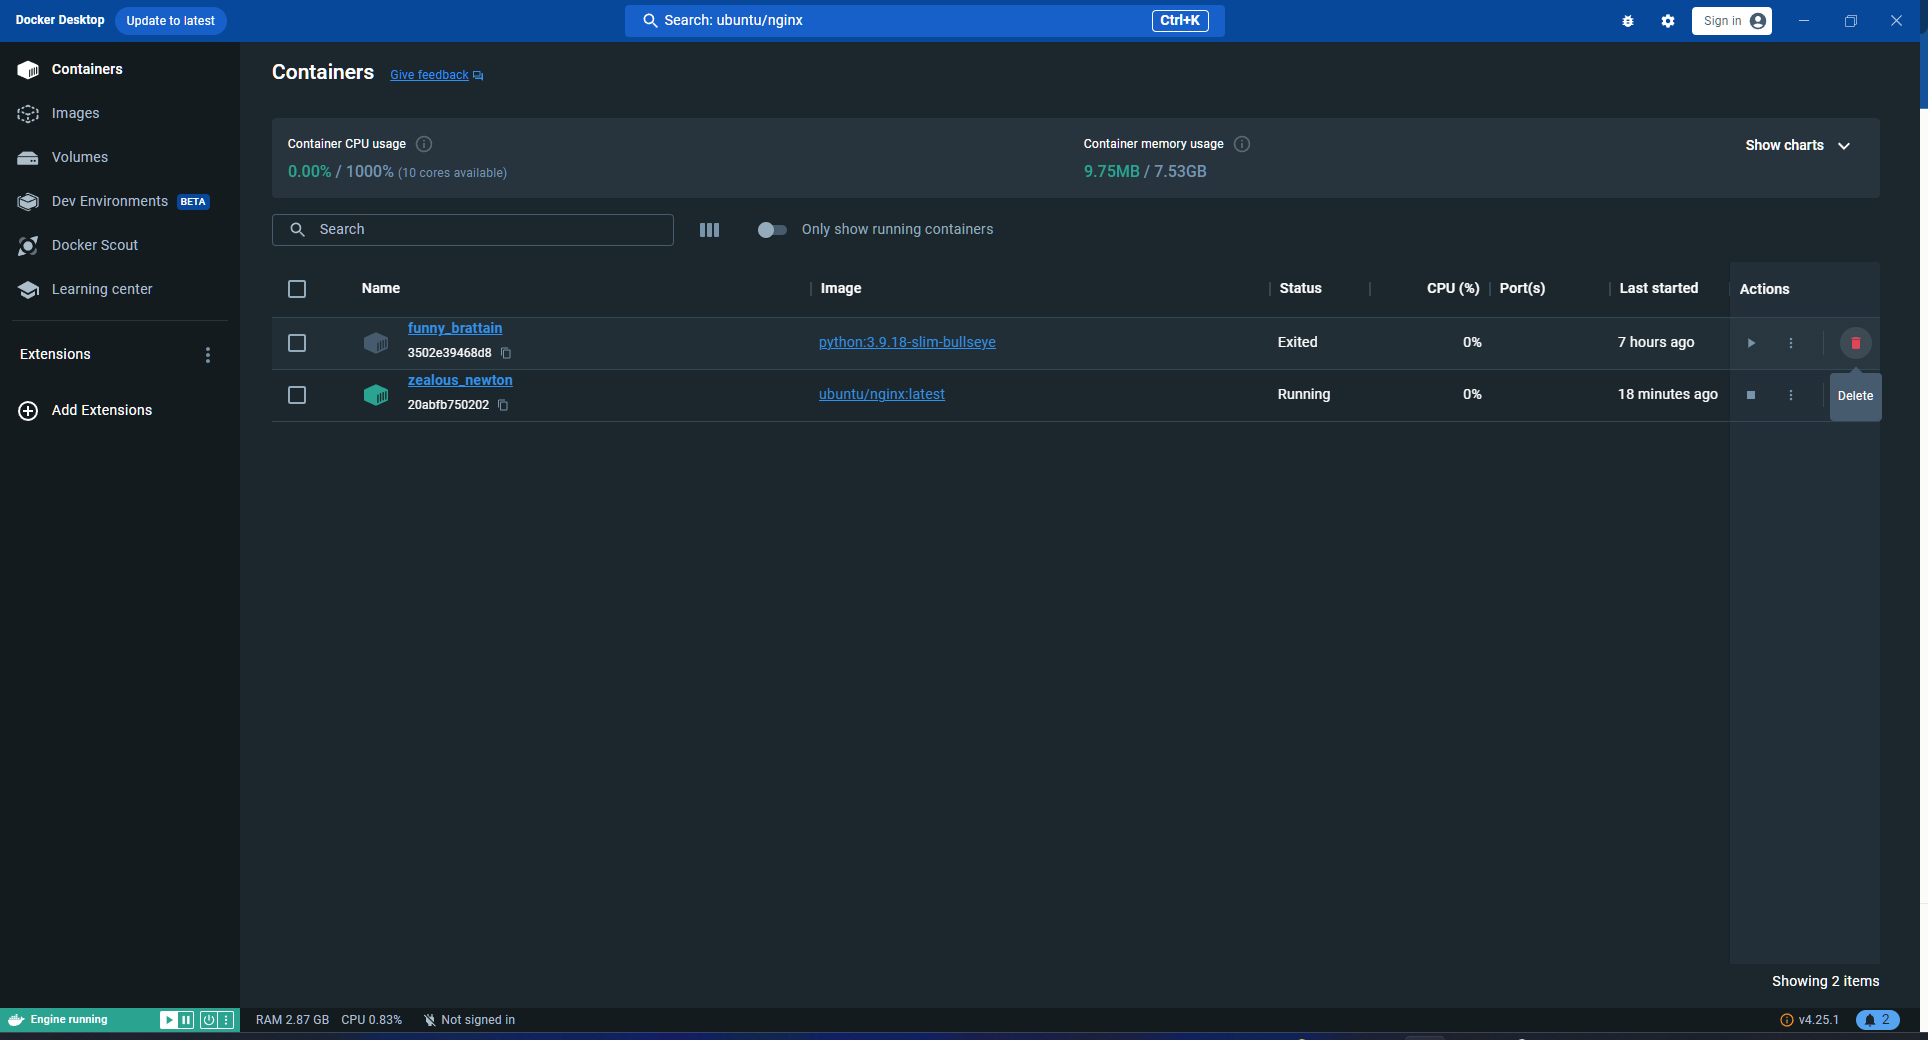 Docker Desktop Update to latest Search: ubuntu/nginx Ctrl+K Sign in
Containers
Images
Volumes
Dev Environments BETA
Docker Scout
Learning center
Extensions
Add Extensions
Containers Give feedback
Container CPU usage
0.00% / 1000% (10 cores available)
Container memory usage
9.75MB / 7.53GB
Show charts
Search Only show running containers
Name Image Status CPU (%) Port(s) Last started Actions
funny_brattain
3502e39468d8
python:3.9.18-slim-bullseye Exited 0% 7 hours ago
zealous_newton
20abfb750202
ubuntu/nginx:latest Running 0% 18 minutes ago
Delete
Showing 2 items
Engine running RAM 2.87 GB CPU 0.83% Not signed in v4.25.1 2